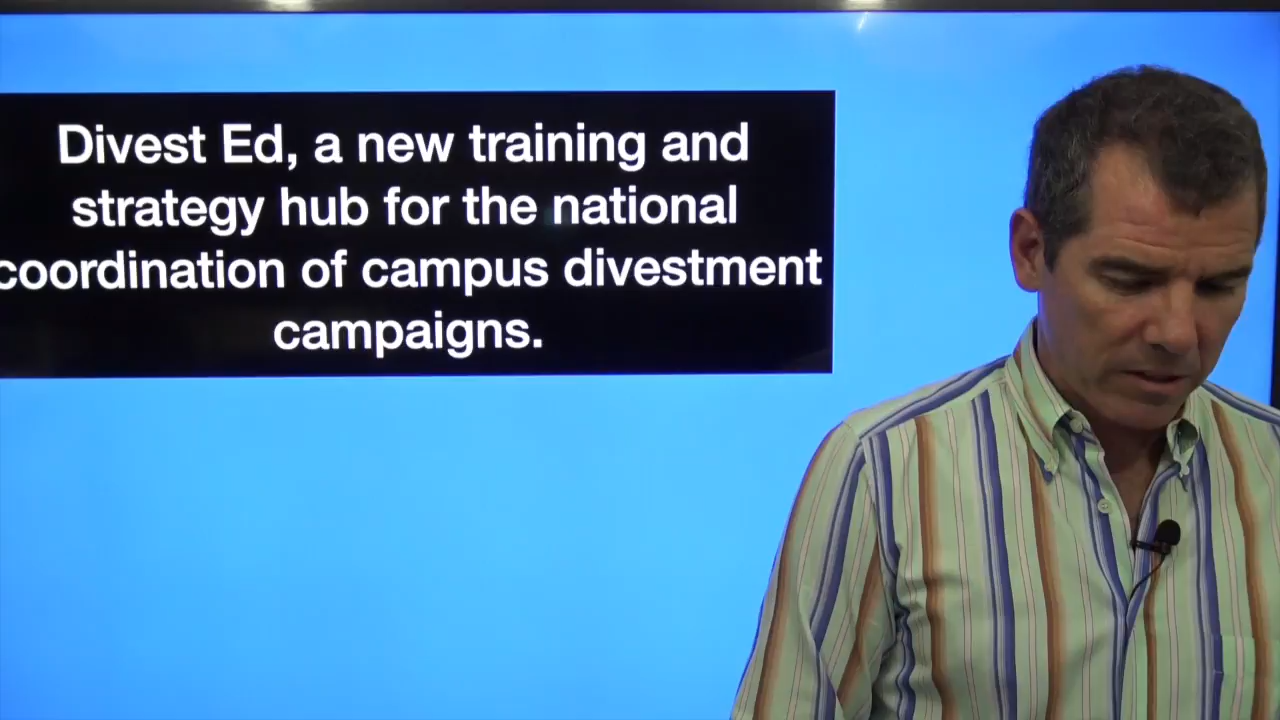 Divest Ed, a new training and
strategy hub for the national
coordination of campus divestment
campaigns.